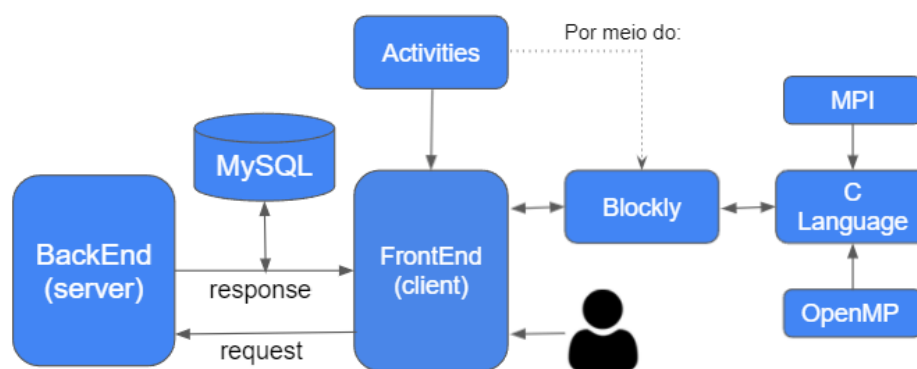 Activities
Por meio do:
MPI
MySQL
BackEnd
(server)
FrontEnd
(client)
Blockly
C
Language
response
request
OpenMP